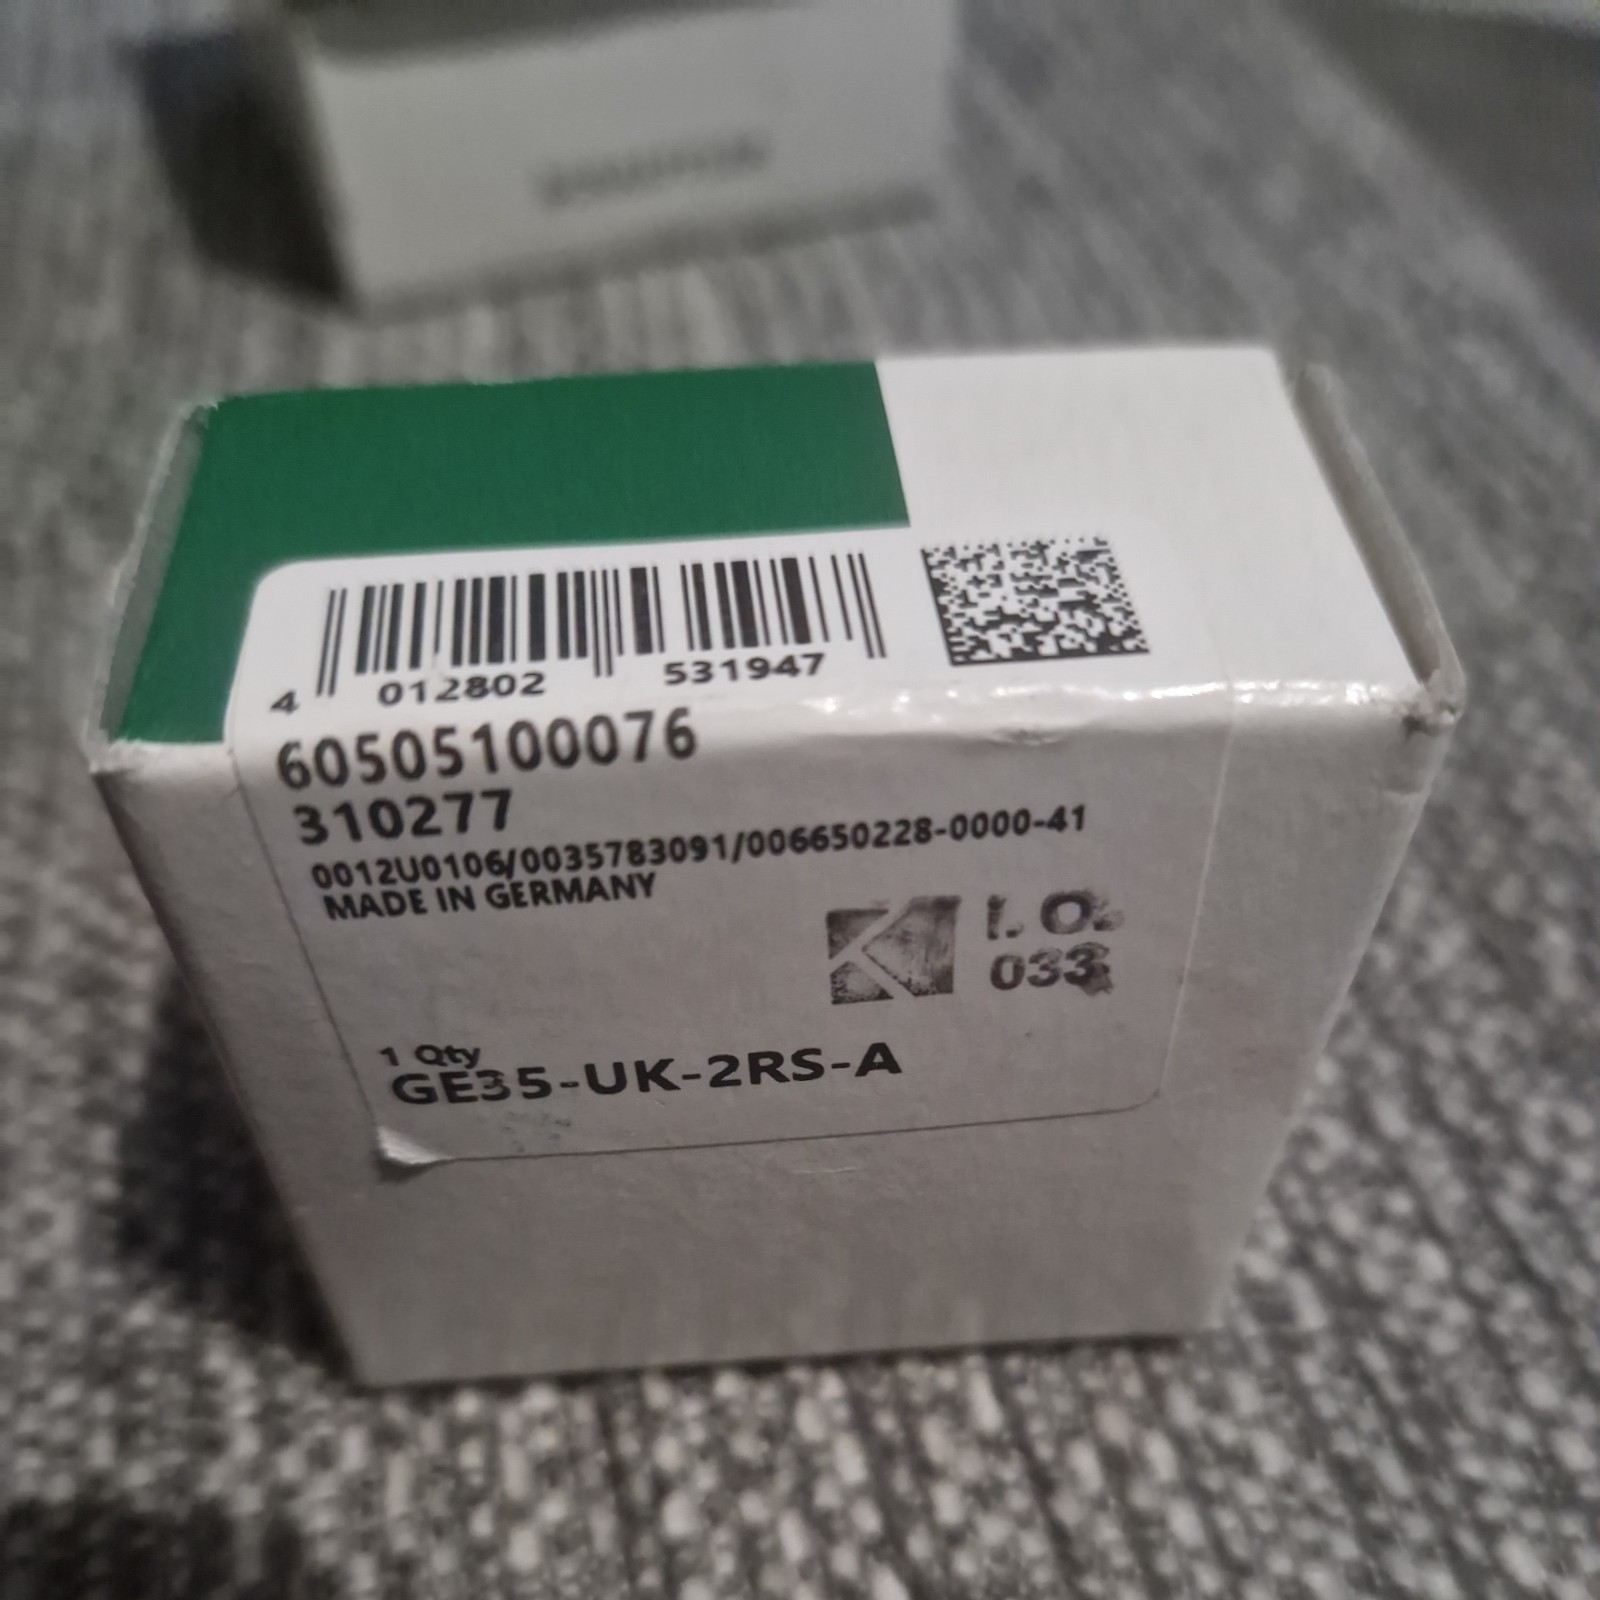 4 012802 531947
60505100076
310277
0012U0106/0035783091/006650228-0000-41
MADE IN GERMANY
I. O.
033
1 Qty
GE35-UK-2RS-A